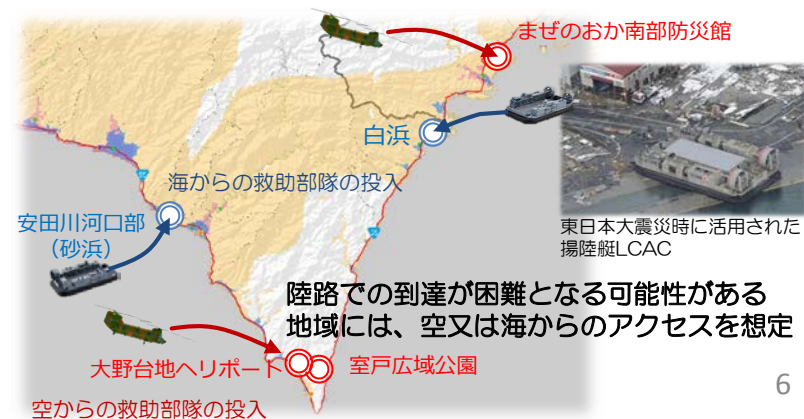 まぜのおか南部防災館
白浜
海からの救助部隊の投入
安田川河口部
（砂浜）
東日本大震災時に活用された
揚陸艇LCAC
陸路での到達が困難となる可能性がある
地域には、空又は海からのアクセスを想定
大野台地ヘリポート
室戸広域公園
空からの救助部隊の投入
6